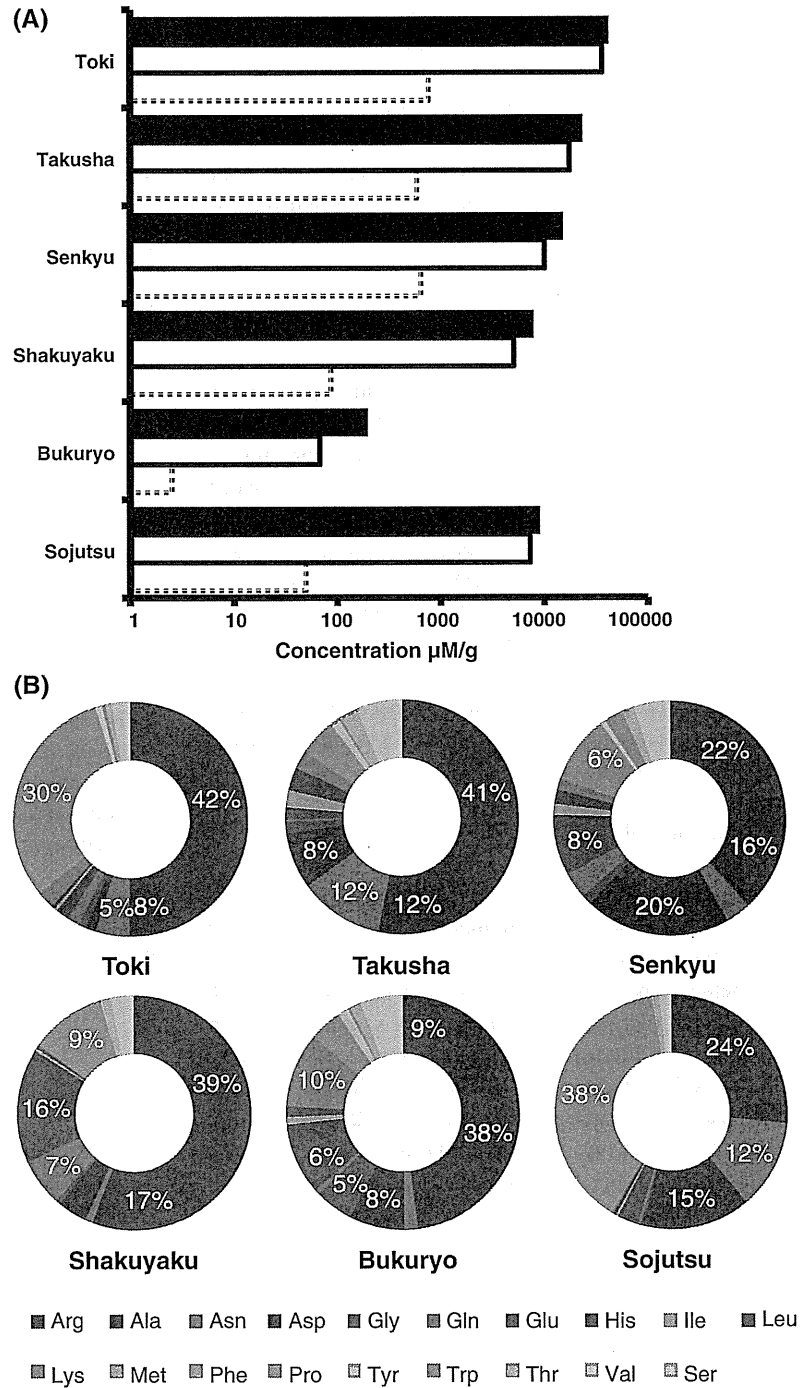 (A)
Toki
Takusha
Senkyu
Shakuyaku
Bukuryo
Sojutsu
1 10 100 1000 10000 100000
Concentration µM/g
(B)
30% 42% 5% 8%
Toki
41% 8% 12% 12%
Takusha
22% 6% 16% 8% 20%
Senkyu
9% 39% 16% 7% 17%
Shakuyaku
9% 10% 38% 6% 5% 8%
Bukuryo
24% 38% 12% 15%
Sojutsu
Arg Ala Asn Asp Gly Gln Glu His Ile Leu
Lys Met Phe Pro Tyr Trp Thr Val Ser